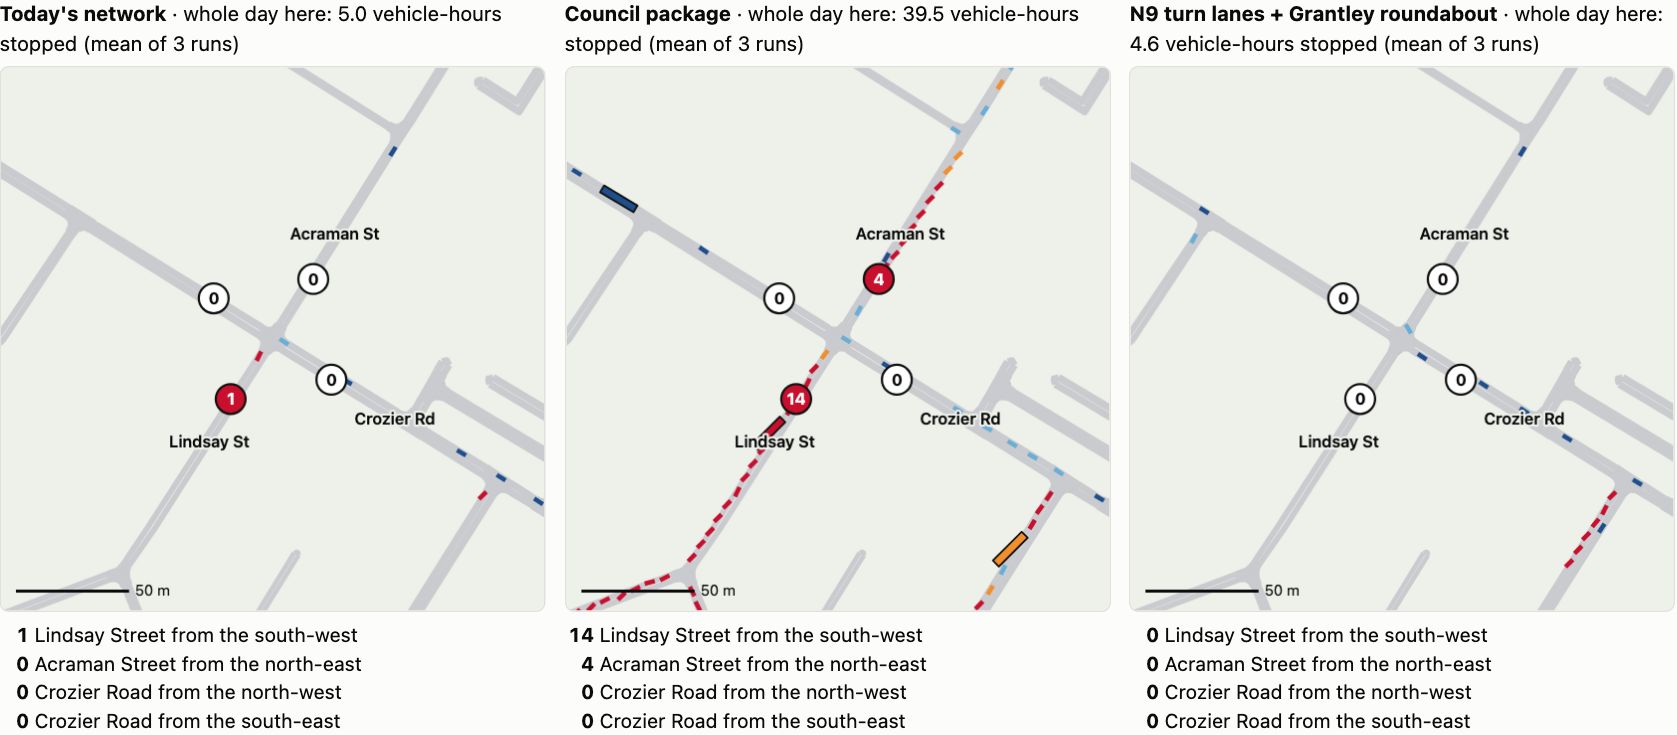 Today's network · whole day here: 5.0 vehicle-hours
stopped (mean of 3 runs)
Acraman St
0
0
0
1
Crozier Rd
Lindsay St
50 m
1 Lindsay Street from the south-west
0 Acraman Street from the north-east
0 Crozier Road from the north-west
0 Crozier Road from the south-east
Council package · whole day here: 39.5 vehicle-hours
stopped (mean of 3 runs)
Acraman St
4
0
0
14
Crozier Rd
Lindsay St
50 m
14 Lindsay Street from the south-west
4 Acraman Street from the north-east
0 Crozier Road from the north-west
0 Crozier Road from the south-east
N9 turn lanes + Grantley roundabout · whole day here:
4.6 vehicle-hours stopped (mean of 3 runs)
Acraman St
0
0
0
0
Crozier Rd
Lindsay St
50 m
0 Lindsay Street from the south-west
0 Acraman Street from the north-east
0 Crozier Road from the north-west
0 Crozier Road from the south-east